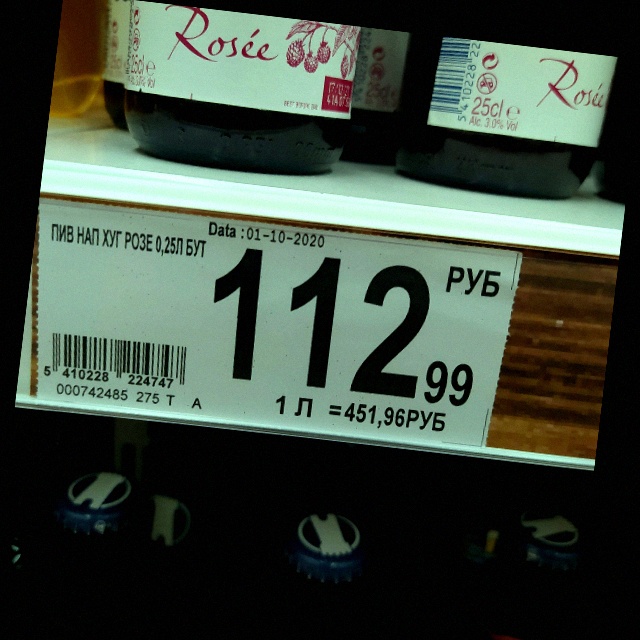 Rosée
Rosée
25cl e
Alc. 3.0% Vol
ПИВ НАП ХУГ РОЗЕ 0,25Л БУТ
Data :01-10-2020
112 99
РУБ
5 410228 224747
000742485 275 T A
1 Л =451,96РУБ